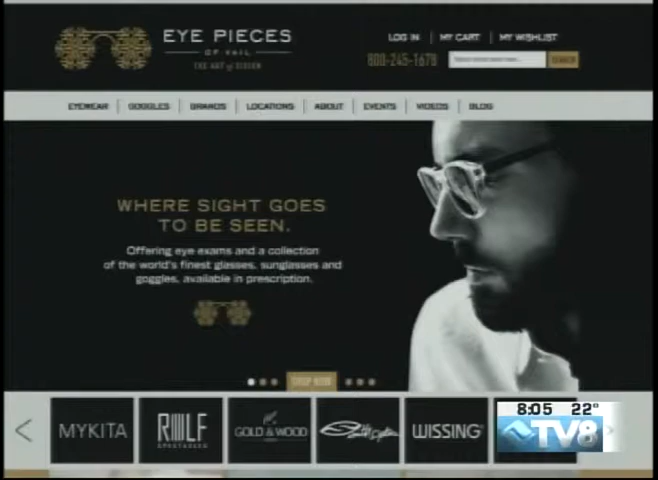 EYE PIECES
OF VAIL
THE ART of VISION
LOG IN MY CART MY WISHLIST
800-245-1678
SEARCH
EYEWEAR GOGGLES BRANDS LOCATIONS ABOUT EVENTS VIDEOS BLOG
WHERE SIGHT GOES
TO BE SEEN.
Offering eye exams and a collection
of the world's finest glasses, sunglasses and
goggles, available in prescription.
SHOP NOW
MYKITA
ROLF
SPECTACLES
GOLD & WOOD
WISSING
8:05 22°
TV8